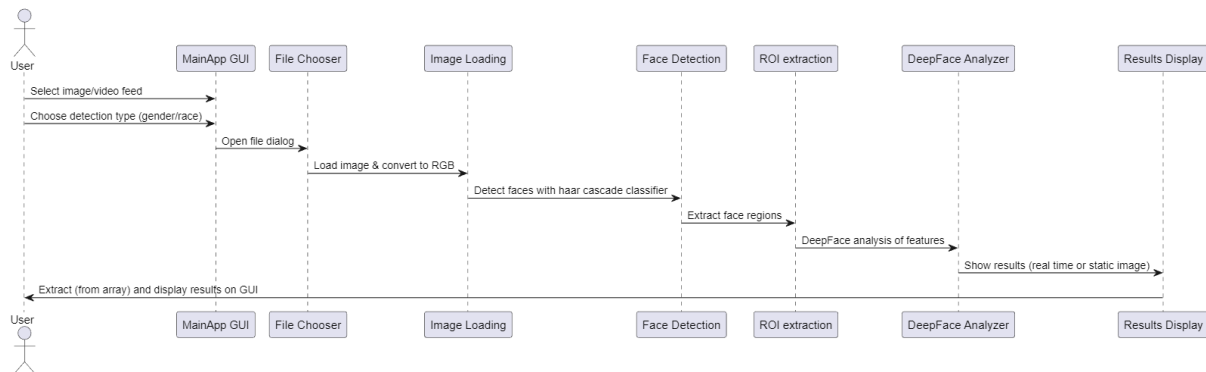 User
MainApp GUI
File Chooser
Image Loading
Face Detection
ROI extraction
DeepFace Analyzer
Results Display
Select image/video feed
Choose detection type (gender/race)
Open file dialog
Load image & convert to RGB
Detect faces with haar cascade classifier
Extract face regions
DeepFace analysis of features
Show results (real time or static image)
Extract (from array) and display results on GUI
User
MainApp GUI
File Chooser
Image Loading
Face Detection
ROI extraction
DeepFace Analyzer
Results Display